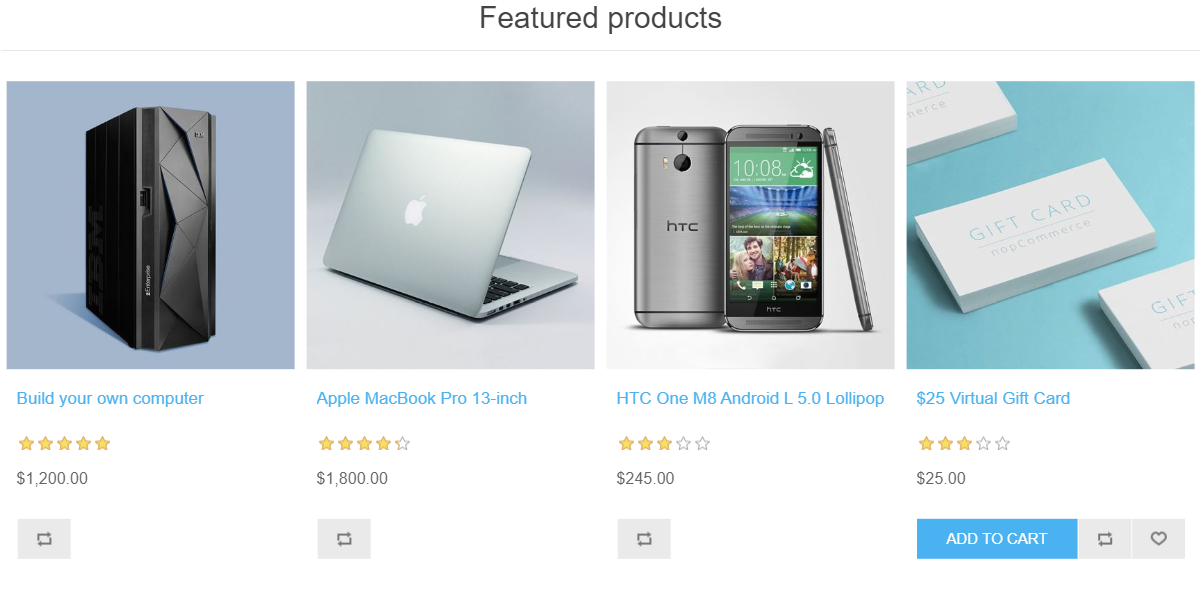 Featured products
IBM
IBM
Enterprise
hTC
10:08
hTC
GIFT CARD
nopCommerce
Build your own computer
Apple MacBook Pro 13-inch
HTC One M8 Android L 5.0 Lollipop
$25 Virtual Gift Card
$1,200.00
$1,800.00
$245.00
$25.00
ADD TO CART